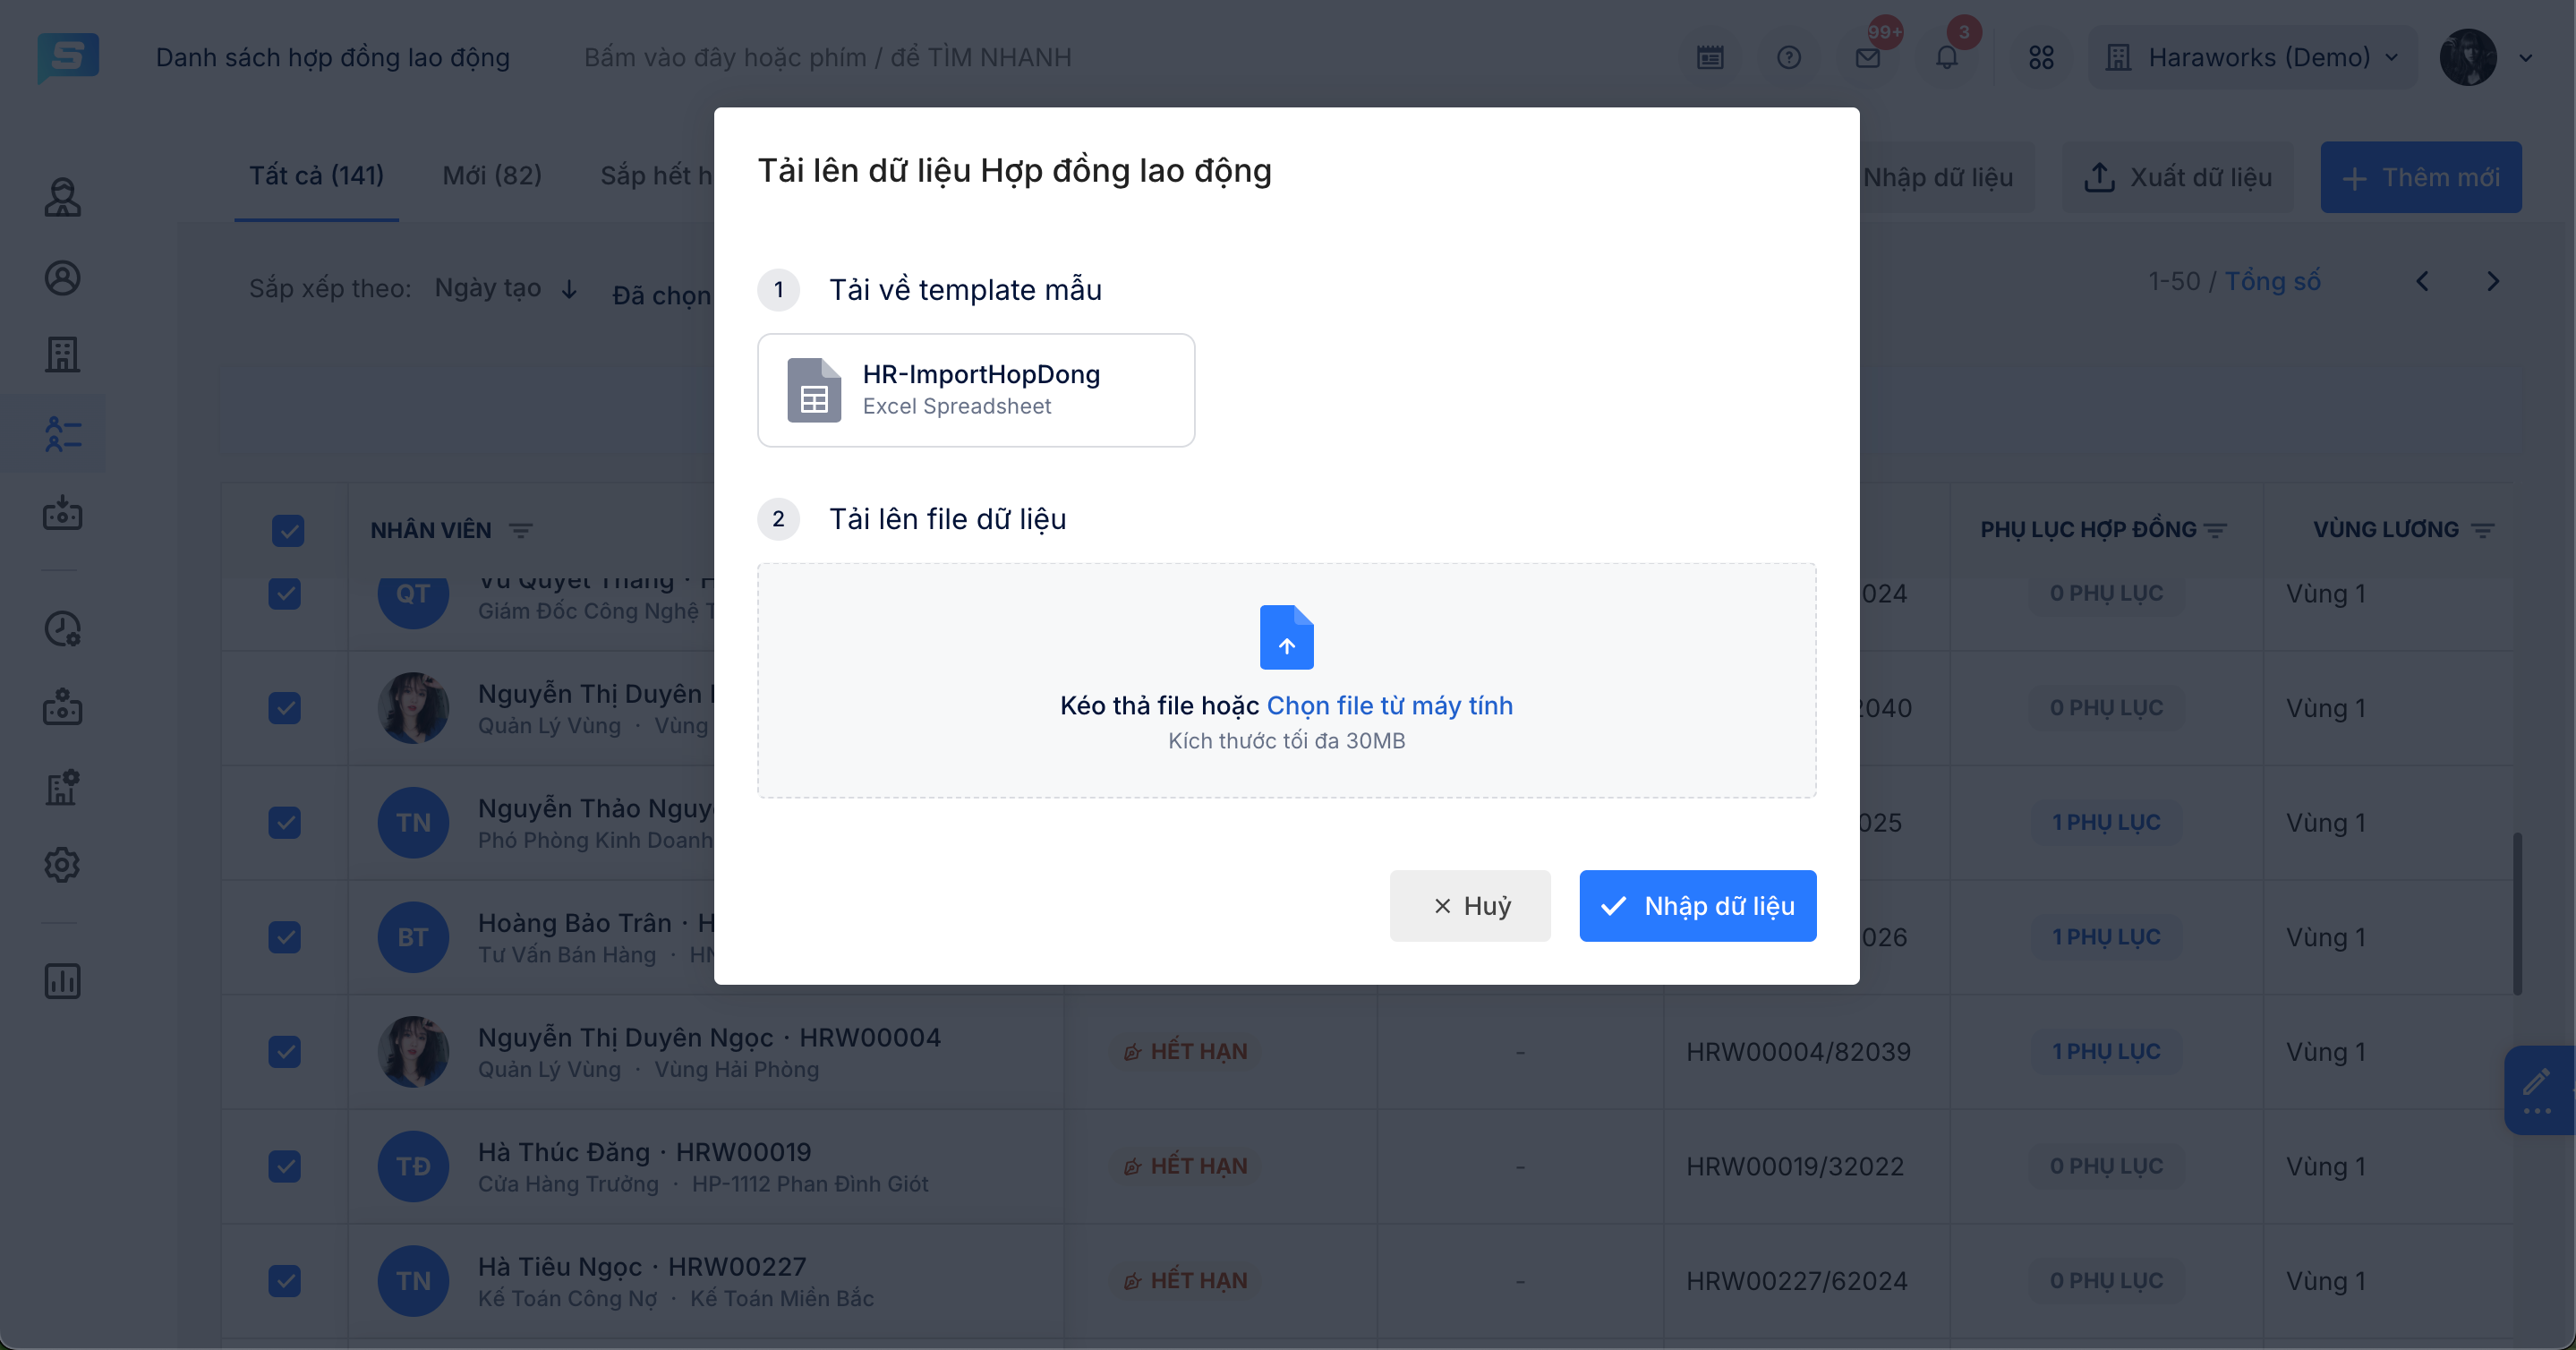 Danh sách hợp đồng lao động
Bấm vào đây hoặc phím / để TÌM NHANH
99+
3
Haraworks (Demo)
Tất cả (141)
Mới (82)
Sắp hết h
Nhập dữ liệu
Xuất dữ liệu
Thêm mới
Sắp xếp theo: Ngày tạo
Đã chọn
1-50 / Tổng số
Tải lên dữ liệu Hợp đồng lao động
1 Tải về template mẫu
HR-ImportHopDong
Excel Spreadsheet
2 Tải lên file dữ liệu
Kéo thả file hoặc Chọn file từ máy tính
Kích thước tối đa 30MB
Huỷ
Nhập dữ liệu
NHÂN VIÊN
PHỤ LỤC HỢP ĐỒNG
VÙNG LƯƠNG
QT
Vũ Quyết Thắng · H
Giám Đốc Công Nghệ T
024
0 PHỤ LỤC
Vùng 1
Nguyễn Thị Duyên
Quản Lý Vùng · Vùng
2040
0 PHỤ LỤC
Vùng 1
TN
Nguyễn Thảo Nguy
Phó Phòng Kinh Doanh
025
1 PHỤ LỤC
Vùng 1
BT
Hoàng Bảo Trân · H
Tư Vấn Bán Hàng · HN
026
1 PHỤ LỤC
Vùng 1
Nguyễn Thị Duyên Ngọc · HRW00004
Quản Lý Vùng · Vùng Hải Phòng
HẾT HẠN
-
HRW00004/82039
1 PHỤ LỤC
Vùng 1
TĐ
Hà Thúc Đăng · HRW00019
Cửa Hàng Trưởng · HP-1112 Phan Đình Giót
HẾT HẠN
-
HRW00019/32022
0 PHỤ LỤC
Vùng 1
TN
Hà Tiêu Ngọc · HRW00227
Kế Toán Công Nợ · Kế Toán Miền Bắc
HẾT HẠN
-
HRW00227/62024
0 PHỤ LỤC
Vùng 1